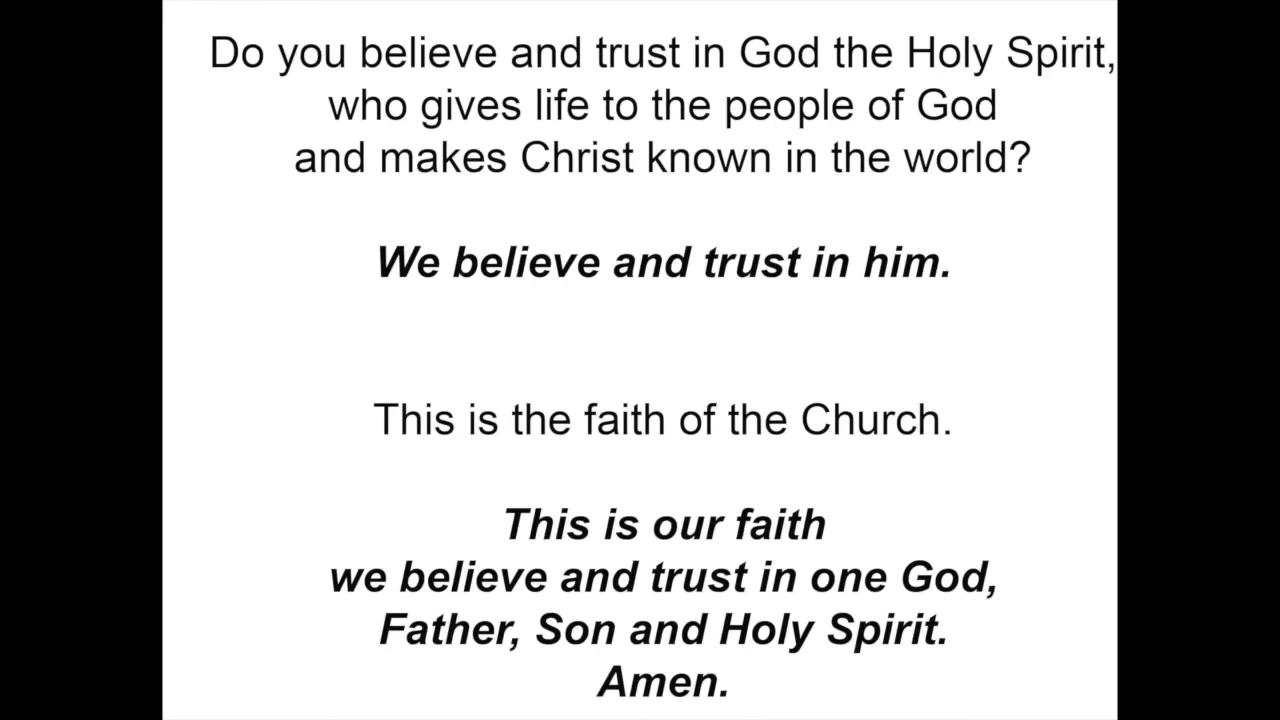 Do you believe and trust in God the Holy Spirit,
who gives life to the people of God
and makes Christ known in the world?
We believe and trust in him.
This is the faith of the Church.
This is our faith
we believe and trust in one God,
Father, Son and Holy Spirit.
Amen.